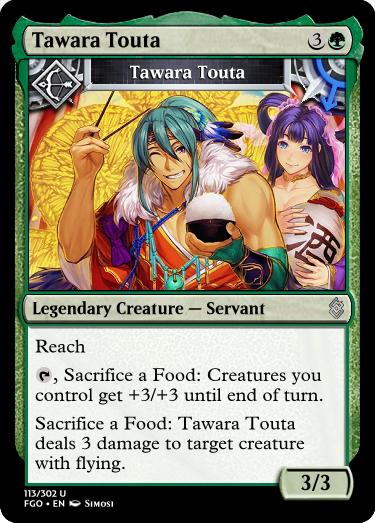 Tawara Touta 3
Tawara Touta
酒
Legendary Creature — Servant
Reach
, Sacrifice a Food: Creatures you
control get +3/+3 until end of turn.
Sacrifice a Food: Tawara Touta
deals 3 damage to target creature
with flying.
3/3
113/302 U
FGO • EN SIMOSI